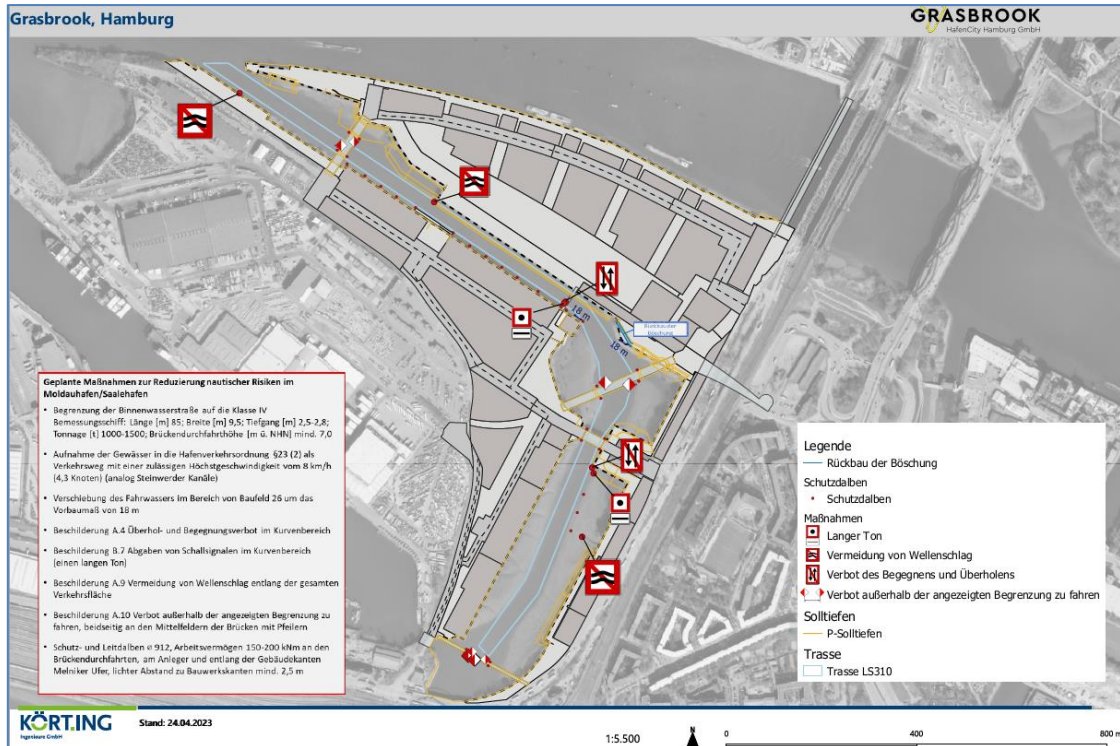 Grasbrook, Hamburg
GRASBROOK
HafenCity Hamburg GmbH
18 m
Rückbau der
Böschung
18 m
Geplante Maßnahmen zur Reduzierung nautischer Risiken im
Moldauhafen/Saalehafen
• Begrenzung der Binnenwasserstraße auf die Klasse IV
Bemessungsschiff: Länge [m] 85; Breite [m] 9,5; Tiefgang [m] 2,5-2,8;
Tonnage [t] 1000-1500; Brückendurchfahrthöhe [m ü. NHN] mind. 7,0
• Aufnahme der Gewässer in die Hafenverkehrsordnung §23 (2) als
Verkehrsweg mit einer zulässigen Höchstgeschwindigkeit vom 8 km/h
(4,3 Knoten) (analog Steinwerder Kanäle)
• Verschiebung des Fahrwassers im Bereich von Baufeld 26 um das
Vorbaumaß von 18 m
• Beschilderung A.4 Überhol- und Begegnungsverbot im Kurvenbereich
• Beschilderung B.7 Abgaben von Schallsignalen im Kurvenbereich
(einen langen Ton)
• Beschilderung A.9 Vermeidung von Wellenschlag entlang der gesamten
Verkehrsfläche
• Beschilderung A.10 Verbot außerhalb der angezeigten Begrenzung zu
fahren, beidseitig an den Mittelfeldern der Brücken mit Pfeilern
• Schutz- und Leitdalben ø 912, Arbeitsvermögen 150-200 kNm an den
Brückendurchfahrten, am Anleger und entlang der Gebäudekanten
Melniker Ufer, lichter Abstand zu Bauwerkskanten mind. 2,5 m
Legende
Rückbau der Böschung
Schutzdalben
Schutzdalben
Maßnahmen
Langer Ton
Vermeidung von Wellenschlag
Verbot des Begegnens und Überholens
Verbot außerhalb der angezeigten Begrenzung zu fahren
Solltiefen
P-Solltiefen
Trasse
Trasse LS310
KÖRTING
Ingenieure GmbH
Stand: 24.04.2023
1:5.500
N
0 400 800 m